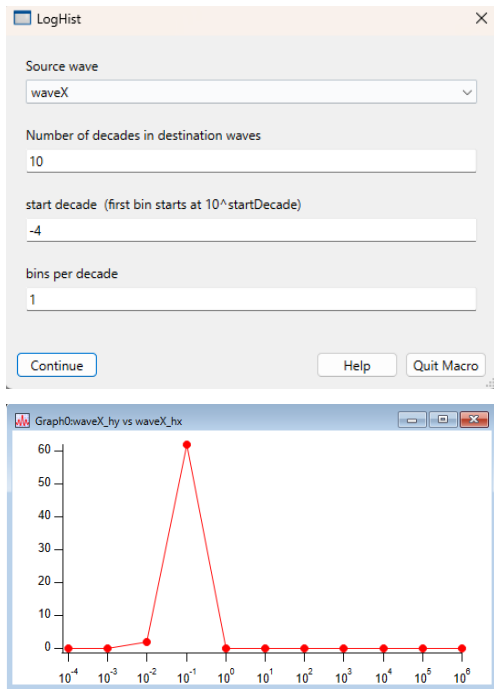 LogHist
Source wave
waveX
Number of decades in destination waves
10
start decade (first bin starts at 10^startDecade)
-4
bins per decade
1
Continue Help Quit Macro
Graph0:waveX_hy vs waveX_hx
60
50
40
30
20
10
0
10⁻⁴ 10⁻³ 10⁻² 10⁻¹ 10⁰ 10¹ 10² 10³ 10⁴ 10⁵ 10⁶